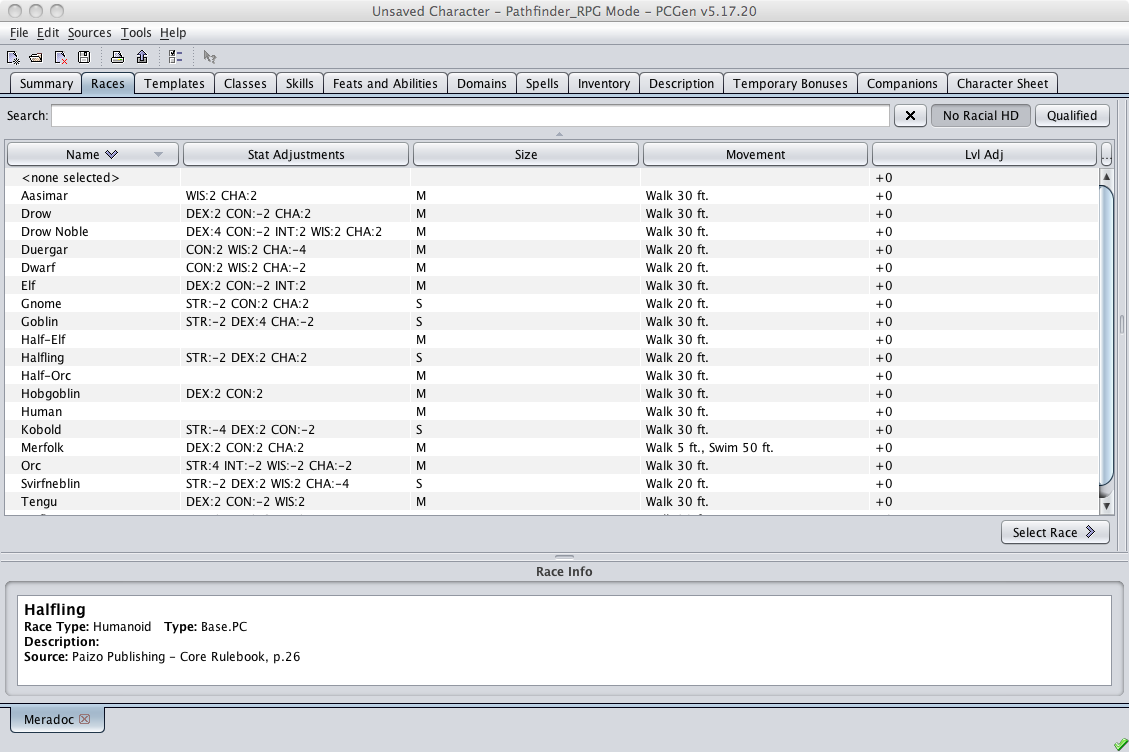 Unsaved Character - Pathfinder_RPG Mode - PCGen v5.17.20
File Edit Sources Tools Help
Summary Races Templates Classes Skills Feats and Abilities Domains Spells Inventory Description Temporary Bonuses Companions Character Sheet
Search: No Racial HD Qualified
Name Stat Adjustments Size Movement Lvl Adj ...
<none selected> +0
Aasimar WIS:2 CHA:2 M Walk 30 ft. +0
Drow DEX:2 CON:-2 CHA:2 M Walk 30 ft. +0
Drow Noble DEX:4 CON:-2 INT:2 WIS:2 CHA:2 M Walk 30 ft. +0
Duergar CON:2 WIS:2 CHA:-4 M Walk 20 ft. +0
Dwarf CON:2 WIS:2 CHA:-2 M Walk 20 ft. +0
Elf DEX:2 CON:-2 INT:2 M Walk 30 ft. +0
Gnome STR:-2 CON:2 CHA:2 S Walk 20 ft. +0
Goblin STR:-2 DEX:4 CHA:-2 S Walk 30 ft. +0
Half-Elf M Walk 30 ft. +0
Halfling STR:-2 DEX:2 CHA:2 S Walk 20 ft. +0
Half-Orc M Walk 30 ft. +0
Hobgoblin DEX:2 CON:2 M Walk 30 ft. +0
Human M Walk 30 ft. +0
Kobold STR:-4 DEX:2 CON:-2 S Walk 30 ft. +0
Merfolk DEX:2 CON:2 CHA:2 M Walk 5 ft., Swim 50 ft. +0
Orc STR:4 INT:-2 WIS:-2 CHA:-2 M Walk 30 ft. +0
Svirfneblin STR:-2 DEX:2 WIS:2 CHA:-4 S Walk 20 ft. +0
Tengu DEX:2 CON:-2 WIS:2 M Walk 30 ft. +0
Select Race
Race Info
Halfling
Race Type: Humanoid Type: Base.PC
Description:
Source: Paizo Publishing - Core Rulebook, p.26
Meradoc